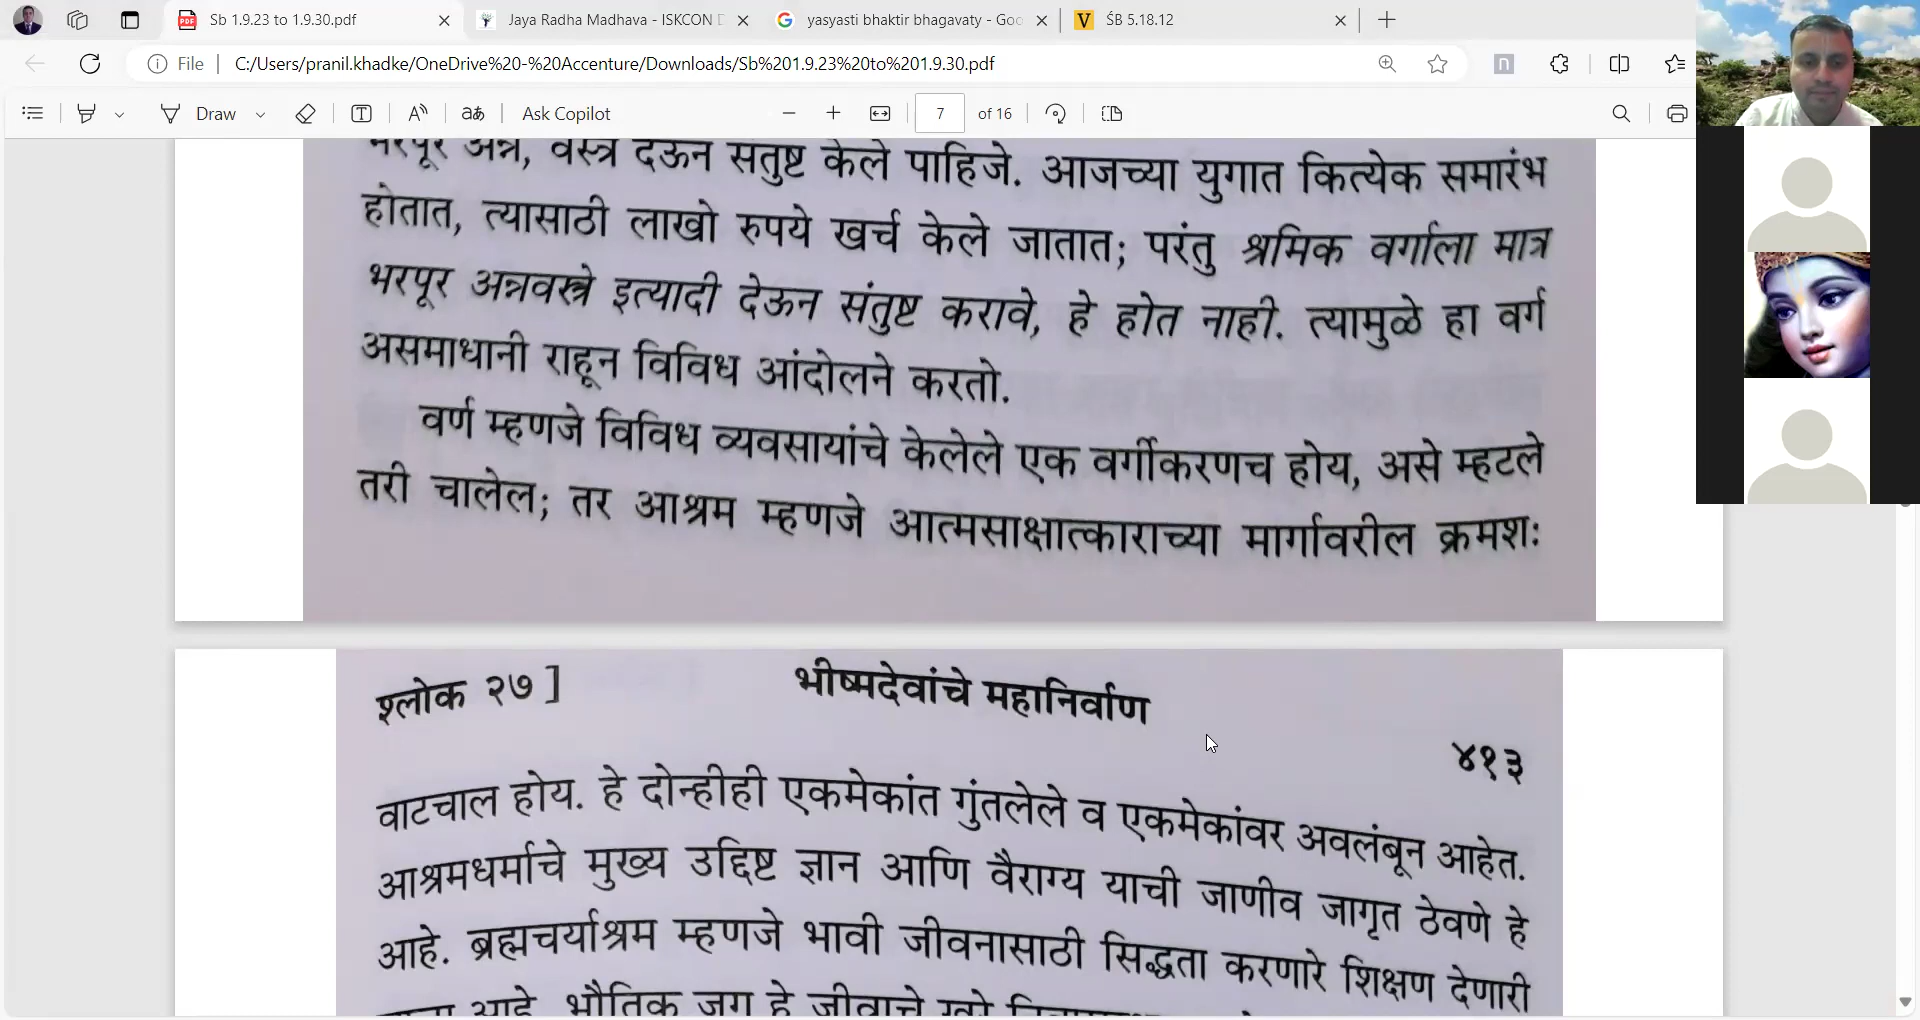 Sb 1.9.23 to 1.9.30.pdf
Jaya Radha Madhava - ISKCON D
yasyasti bhaktir bhagavaty - Goo
ŚB 5.18.12
File
C:/Users/pranil.khadke/OneDrive%20-%20Accenture/Downloads/Sb%201.9.23%20to%201.9.30.pdf
Draw
Ask Copilot
7 of 16
भरपूर अन्न, वस्त्र देऊन संतुष्ट केले पाहिजे. आजच्या युगात कित्येक समारंभ
होतात, त्यासाठी लाखो रुपये खर्च केले जातात; परंतु श्रमिक वर्गाला मात्र
भरपूर अन्नवस्त्रे इत्यादी देऊन संतुष्ट करावे, हे होत नाही. त्यामुळे हा वर्ग
असमाधानी राहून विविध आंदोलने करतो.
वर्ण म्हणजे विविध व्यवसायांचे केलेले एक वर्गीकरणच होय, असे म्हटले
तरी चालेल; तर आश्रम म्हणजे आत्मसाक्षात्काराच्या मार्गावरील क्रमशः
श्लोक २७ ]
भीष्मदेवांचे महानिर्वाण
४१३
वाटचाल होय. हे दोन्हीही एकमेकांत गुंतलेले व एकमेकांवर अवलंबून आहेत.
आश्रमधर्माचे मुख्य उद्दिष्ट ज्ञान आणि वैराग्य याची जाणीव जागृत ठेवणे हे
आहे. ब्रह्मचर्याश्रम म्हणजे भावी जीवनासाठी सिद्धता करणारे शिक्षण देणारी
आहे. भौतिक जग हे जीवाचे खरे